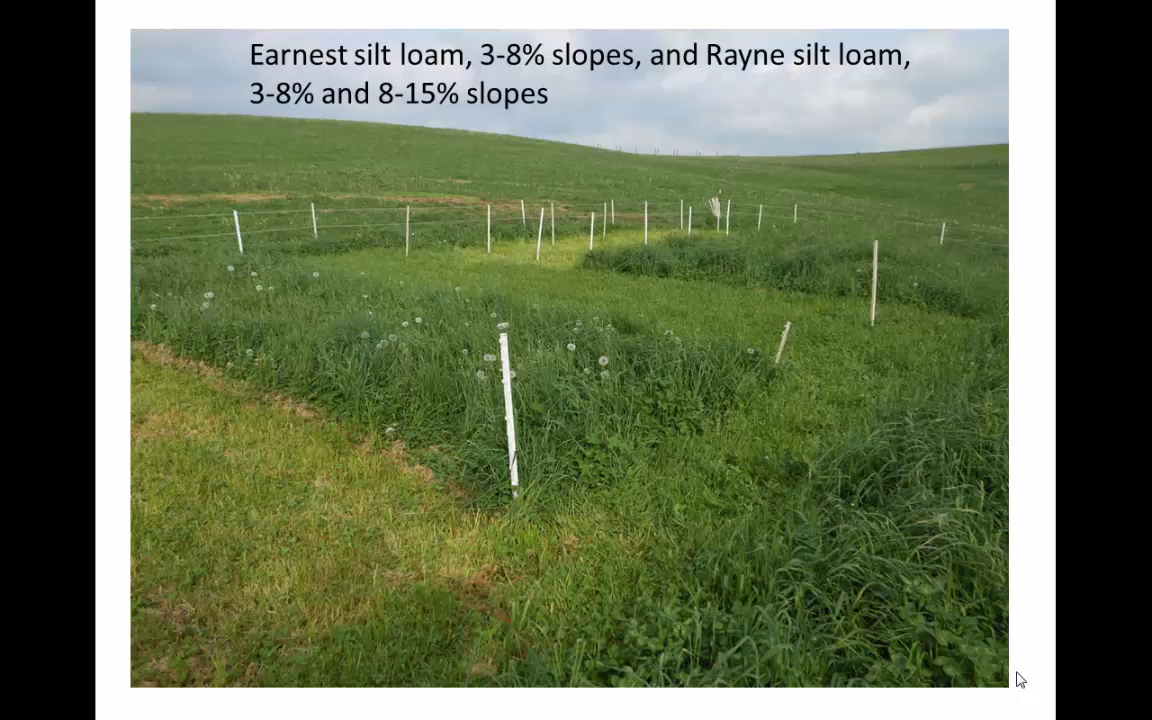 Earnest silt loam, 3-8% slopes, and Rayne silt loam,
3-8% and 8-15% slopes